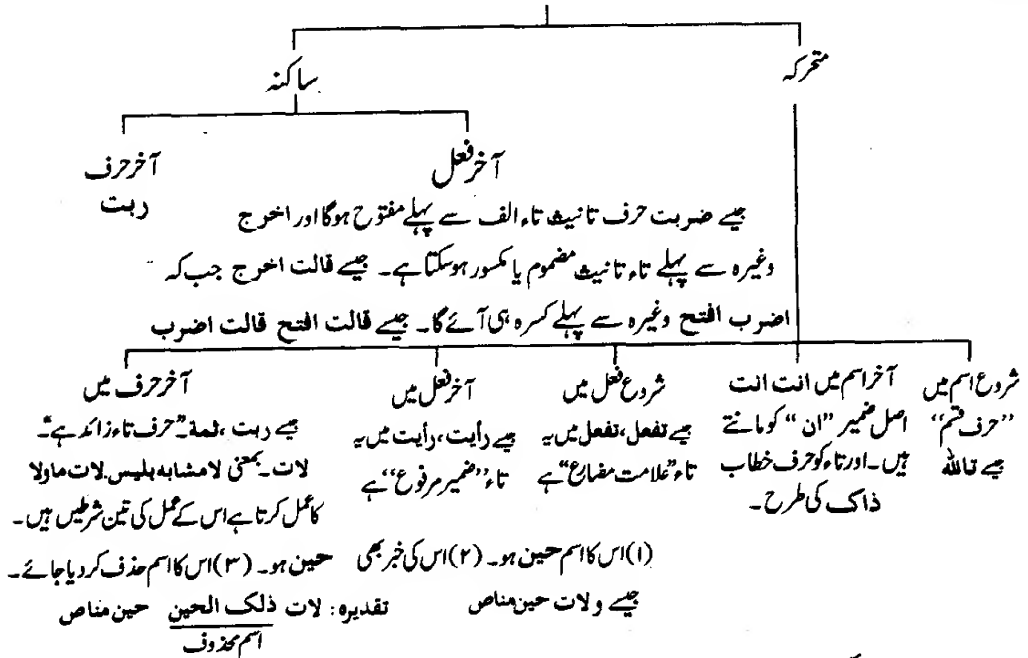 متحرکہ
ساکنہ
آخر فعل
آخر حرف
ربت
جیسے ضربت حرف تانیث تاء الف سے پہلے مفتوح ہوگا اور اخرج
وغیرہ سے پہلے تاء تانیث مضموم یا مکسور ہوسکتا ہے۔ جیسے قالت اخرج جب کہ
اضرب افتح وغیرہ سے پہلے کسرہ ہی آئے گا۔ جیسے قالت افتح قالت اضرب
شروع اسم میں
”حرف قسم“
جیسے تاللہ
آخر اسم میں انت انت
اصل ضمیر ”ان“ کو مانتے
ہیں۔ اور تاء کو حرف خطاب
ذاک کی طرح۔
شروع فعل میں
جیسے تفعل، تفعل میں یہ
تاء ”علامت مضارع“ ہے
آخر فعل میں
جیسے رأیت، رأیت میں یہ
تاء ”ضمیر مرفوع“ ہے
آخر حرف میں
جیسے ربت، ثمة۔ ”حرف تاء زائد ہے“۔
لات۔ بمعنی لا مشابہ بلیس۔ لات ما ولا
کا عمل کرتا ہے اس کے عمل کی تین شرطیں ہیں۔
(۱) اس کا اسم حین ہو۔ (۲) اس کی خبر بھی حین ہو۔ (۳) اس کا اسم حذف کر دیا جائے۔
جیسے ولات حین مناص تقدیرہ: لات ذلک الحین حین مناص
اسم محذوف